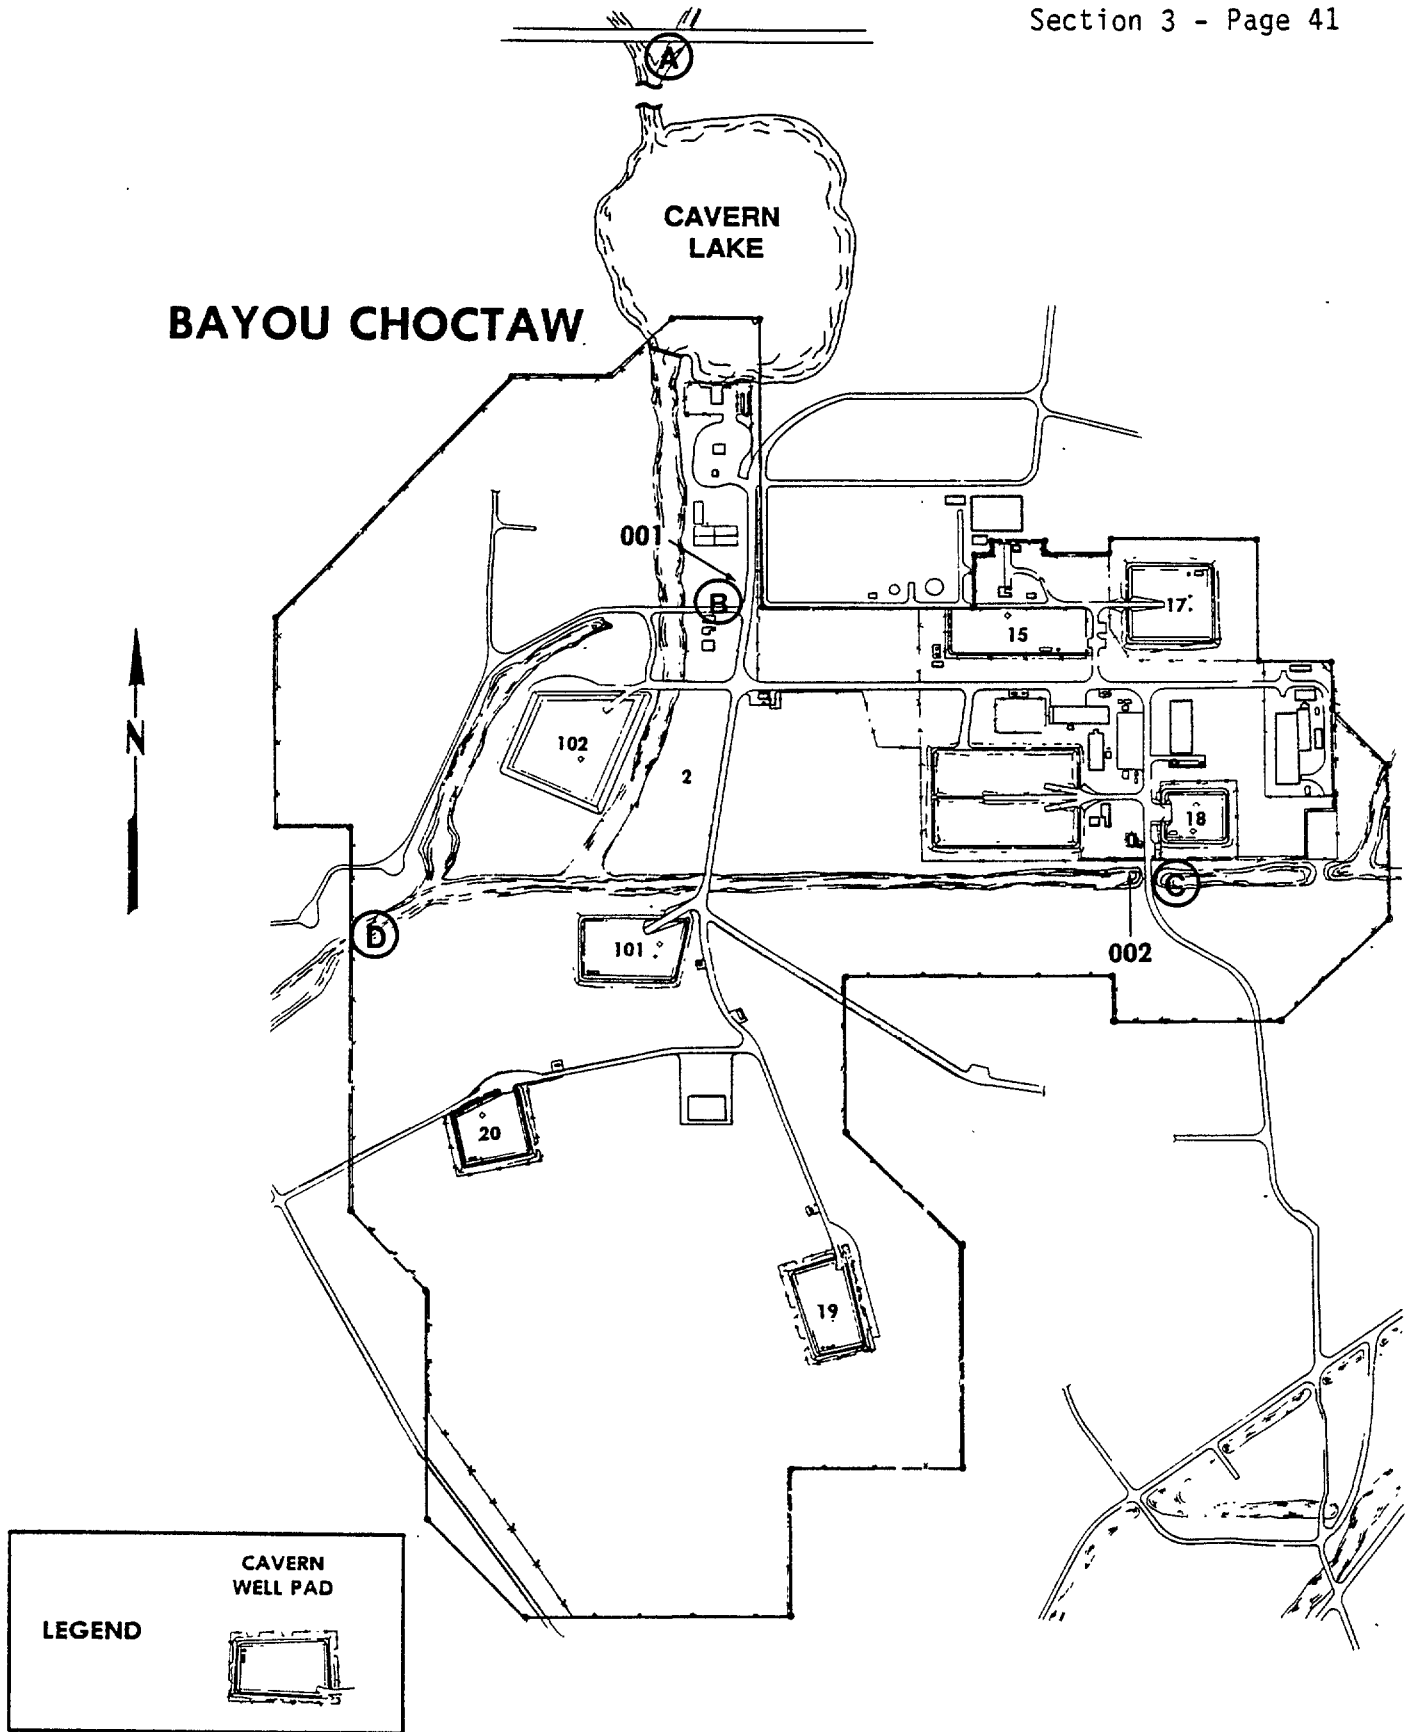 Section 3 - Page 41
A
CAVERN
LAKE
BAYOU CHOCTAW
001
B
17
15
N
102
2
18
C
D
101
002
20
19
CAVERN
WELL PAD
LEGEND